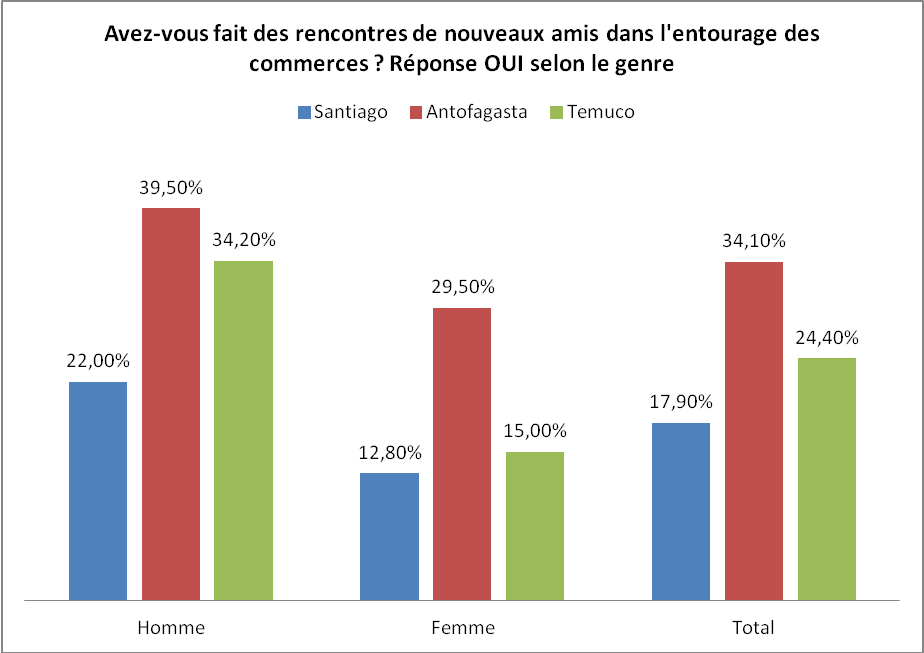 Avez-vous fait des rencontres de nouveaux amis dans l'entourage des
commerces ? Réponse OUI selon le genre
Santiago Antofagasta Temuco
39,50%
34,20%
22,00%
29,50%
12,80%
15,00%
34,10%
17,90%
24,40%
Homme Femme Total